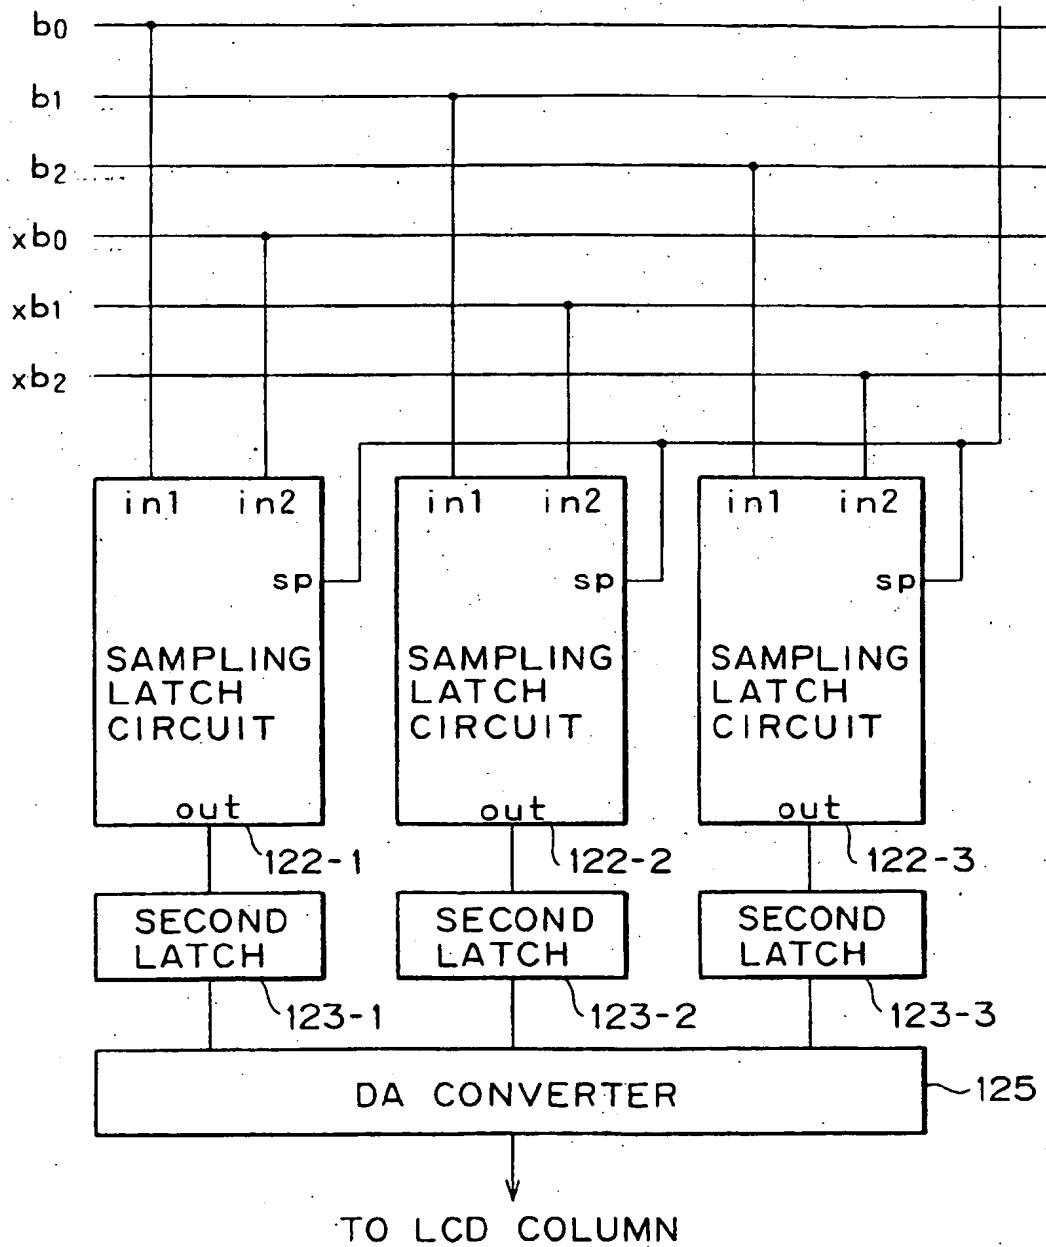 b0
b1
b2
xb0
xb1
xb2
in1 in2
sp
SAMPLING
LATCH
CIRCUIT
out
122-1
in1 in2
sp
SAMPLING
LATCH
CIRCUIT
out
122-2
in1 in2
sp
SAMPLING
LATCH
CIRCUIT
out
122-3
SECOND
LATCH
123-1
SECOND
LATCH
123-2
SECOND
LATCH
123-3
DA CONVERTER
125
TO LCD COLUMN